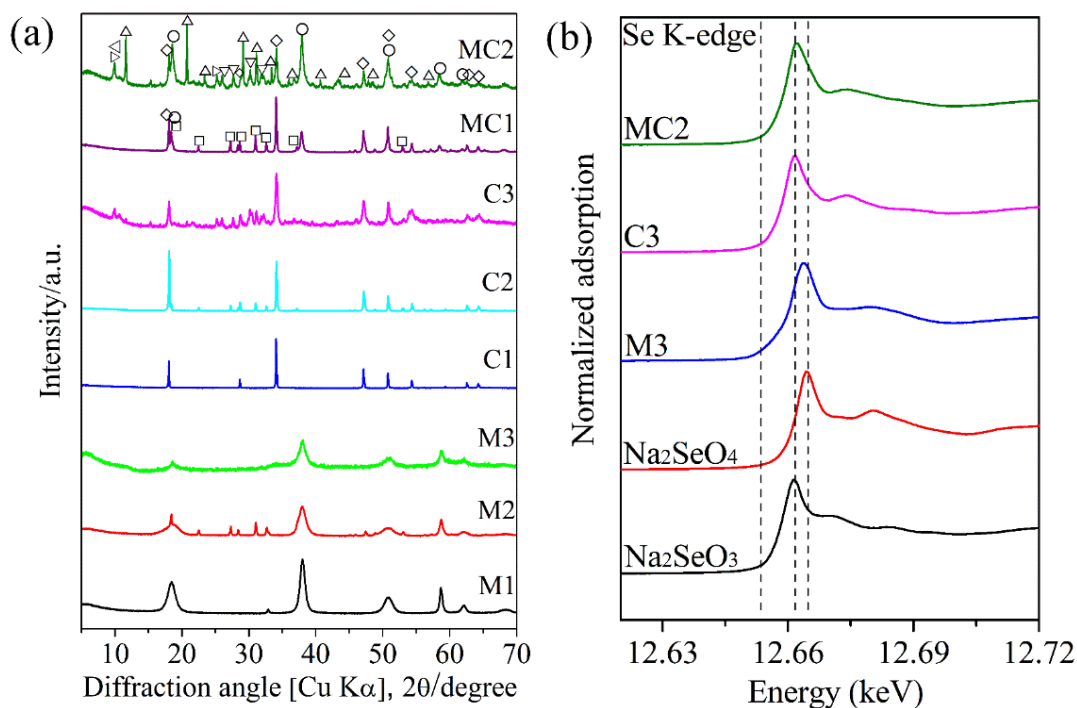 (a)
MC2
MC1
C3
C2
C1
M3
M2
M1
Intensity/a.u.
5 10 20 30 40 50 60 70
Diffraction angle [Cu Kα], 2θ/degree
(b)
Se K-edge
MC2
C3
M3
Na₂SeO₄
Na₂SeO₃
Normalized adsorption
12.63 12.66 12.69 12.72
Energy (keV)